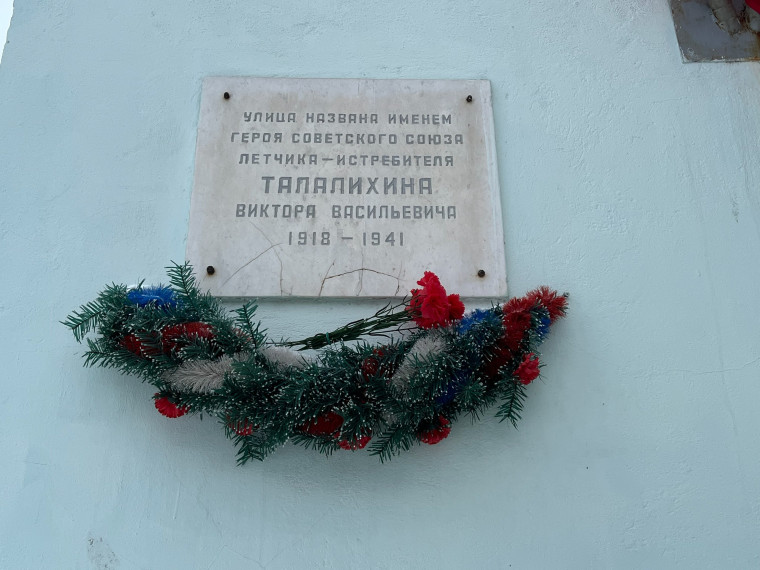 УЛИЦА НАЗВАНА ИМЕНЕМ
ГЕРОЯ СОВЕТСКОГО СОЮЗА
ЛЕТЧИКА — ИСТРЕБИТЕЛЯ
ТАЛАЛИХИНА
ВИКТОРА ВАСИЛЬЕВИЧА
1918 — 1941